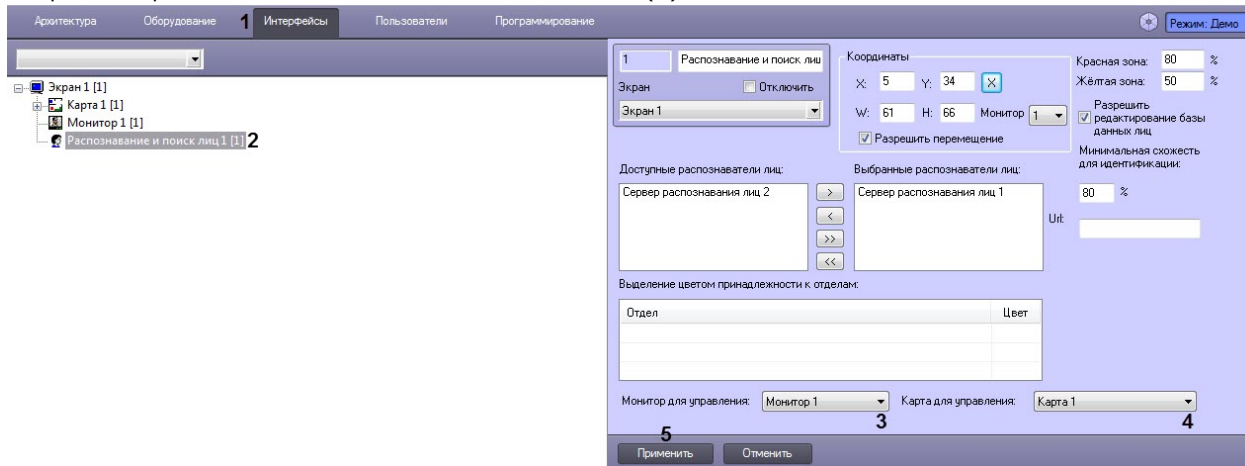 Архитектура Оборудование 1 Интерфейсы Пользователи Программирование Режим: Демо
Экран 1 [1]
Карта 1 [1]
Монитор 1 [1]
Распознавание и поиск лиц 1 [1] 2
1 Распознавание и поиск лиц
Экран Отключить
Экран 1
Координаты
X: 5 Y: 34 X
W: 61 H: 66 Монитор 1
Разрешить перемещение
Красная зона: 80 %
Жёлтая зона: 50 %
Разрешить
редактирование базы
данных лиц
Минимальная схожесть
для идентификации:
80 %
Url:
Доступные распознаватели лиц:
Сервер распознавания лиц 2
>
<
>>
<<
Выбранные распознаватели лиц:
Сервер распознавания лиц 1
Выделение цветом принадлежности к отделам:
Отдел Цвет
Монитор для управления: Монитор 1 Карта для управления: Карта 1
3 4
5
Применить Отменить